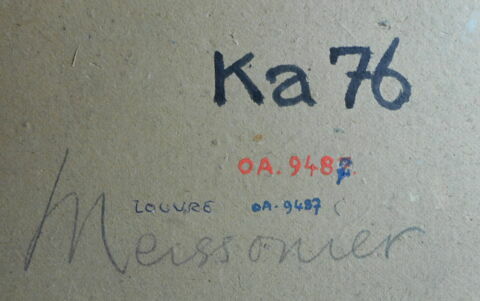 Ka 76
OA. 9487
LOUVRE OA. 9487 (
Meissonier